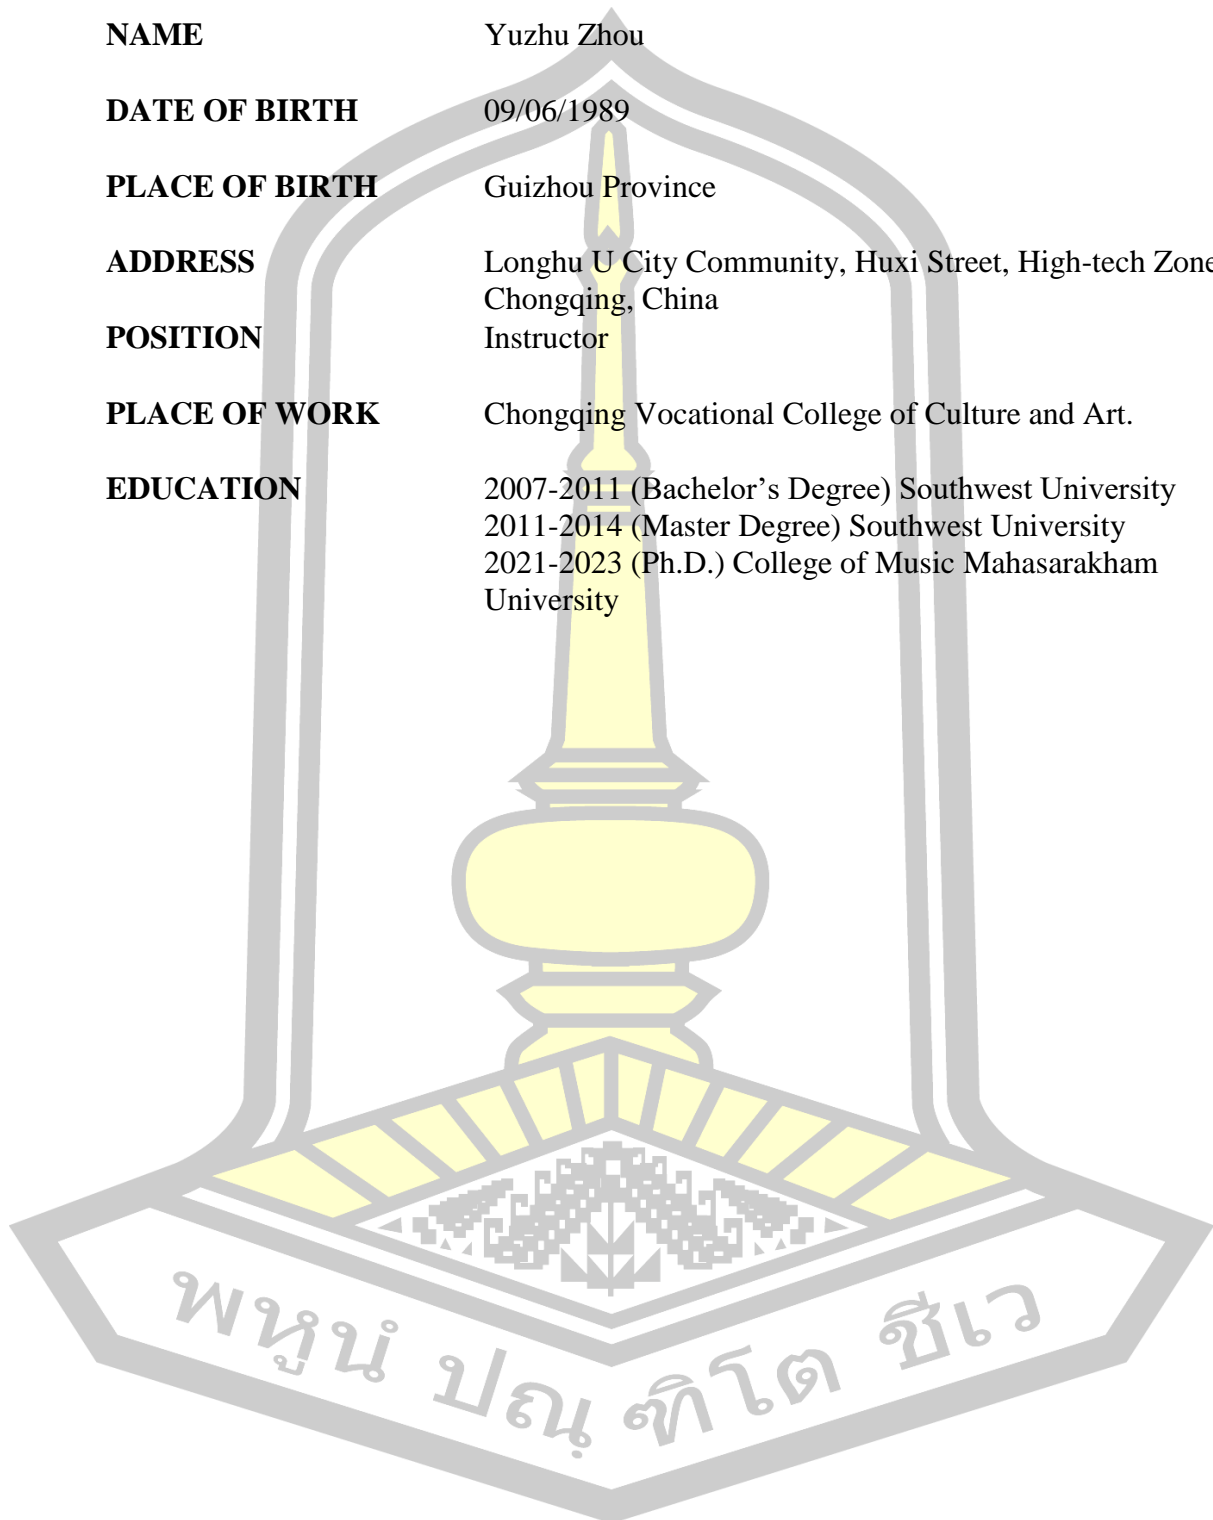 NAME Yuzhu Zhou
DATE OF BIRTH 09/06/1989
PLACE OF BIRTH Guizhou Province
ADDRESS Longhu U City Community, Huxi Street, High-tech Zone
Chongqing, China
POSITION Instructor
PLACE OF WORK Chongqing Vocational College of Culture and Art.
EDUCATION 2007-2011 (Bachelor’s Degree) Southwest University
2011-2014 (Master Degree) Southwest University
2021-2023 (Ph.D.) College of Music Mahasarakham
University
พหูนํ ปณฺ ฑิโต ชีเว